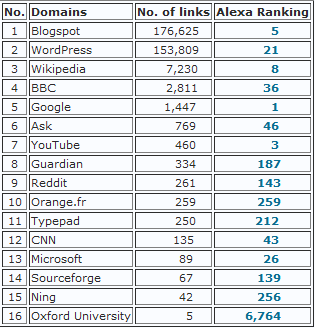 No. Domains No. of links Alexa Ranking
1 Blogspot 176,625 5
2 WordPress 153,809 21
3 Wikipedia 7,230 8
4 BBC 2,811 36
5 Google 1,447 1
6 Ask 769 46
7 YouTube 460 3
8 Guardian 334 187
9 Reddit 261 143
10 Orange.fr 259 259
11 Typepad 250 212
12 CNN 135 43
13 Microsoft 89 26
14 Sourceforge 67 139
15 Ning 42 256
16 Oxford University 5 6,764